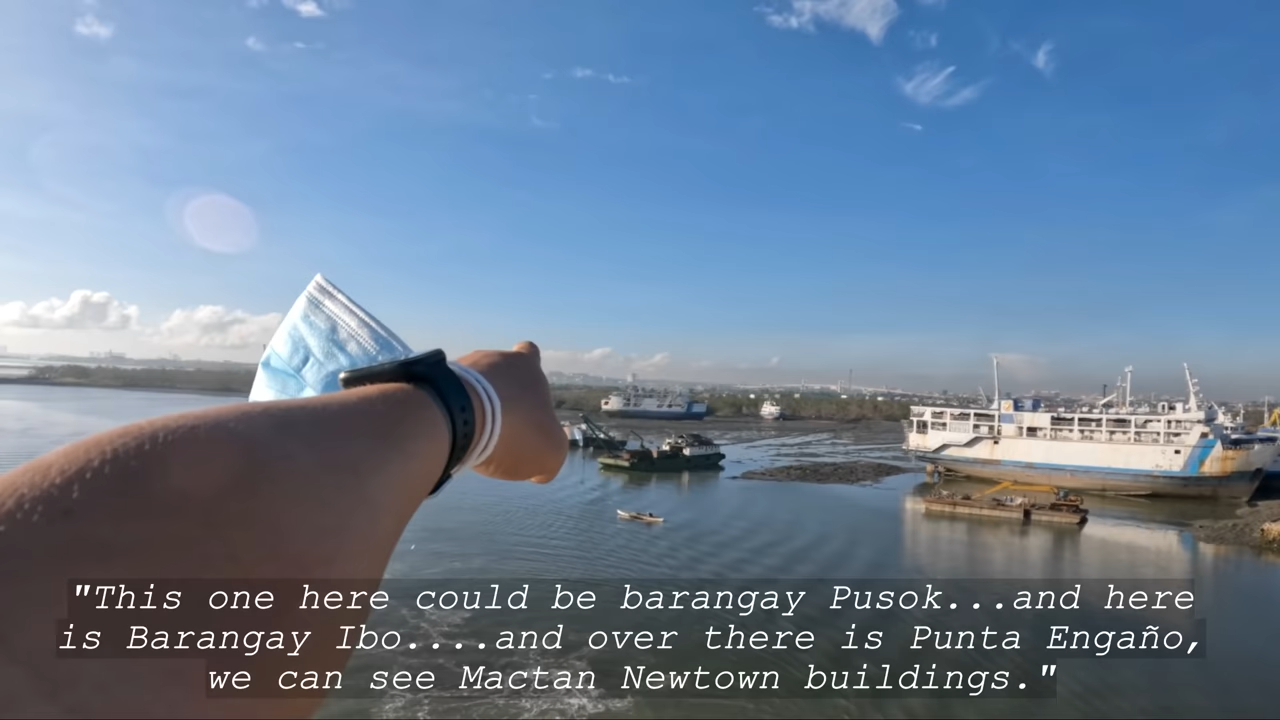 "This one here could be barangay Pusok...and here
is Barangay Ibo....and over there is Punta Engaño,
we can see Mactan Newtown buildings."